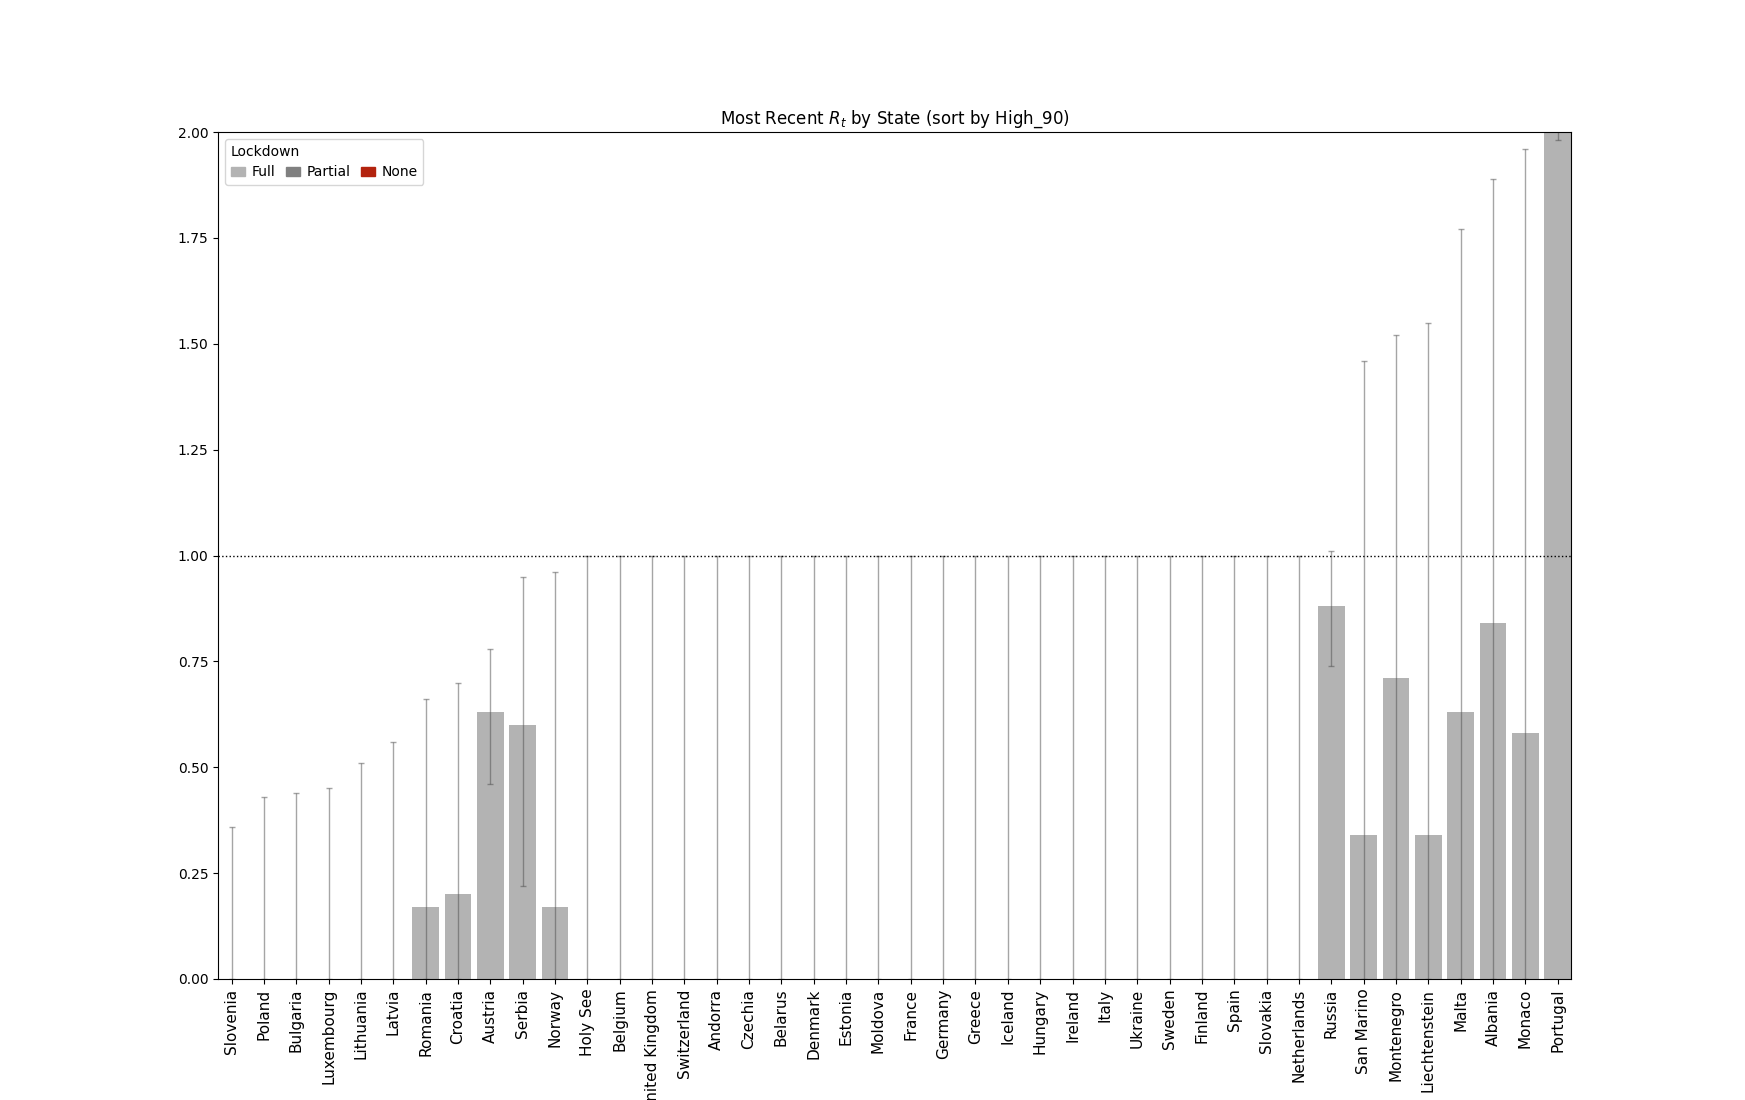 Most Recent R_t by State (sort by High_90)
Lockdown
Full Partial None
2.00
1.75
1.50
1.25
1.00
0.75
0.50
0.25
0.00
Slovenia
Poland
Bulgaria
Luxembourg
Lithuania
Latvia
Romania
Croatia
Austria
Serbia
Norway
Holy See
Belgium
nited Kingdom
Switzerland
Andorra
Czechia
Belarus
Denmark
Estonia
Moldova
France
Germany
Greece
Iceland
Hungary
Ireland
Italy
Ukraine
Sweden
Finland
Spain
Slovakia
Netherlands
Russia
San Marino
Montenegro
Liechtenstein
Malta
Albania
Monaco
Portugal